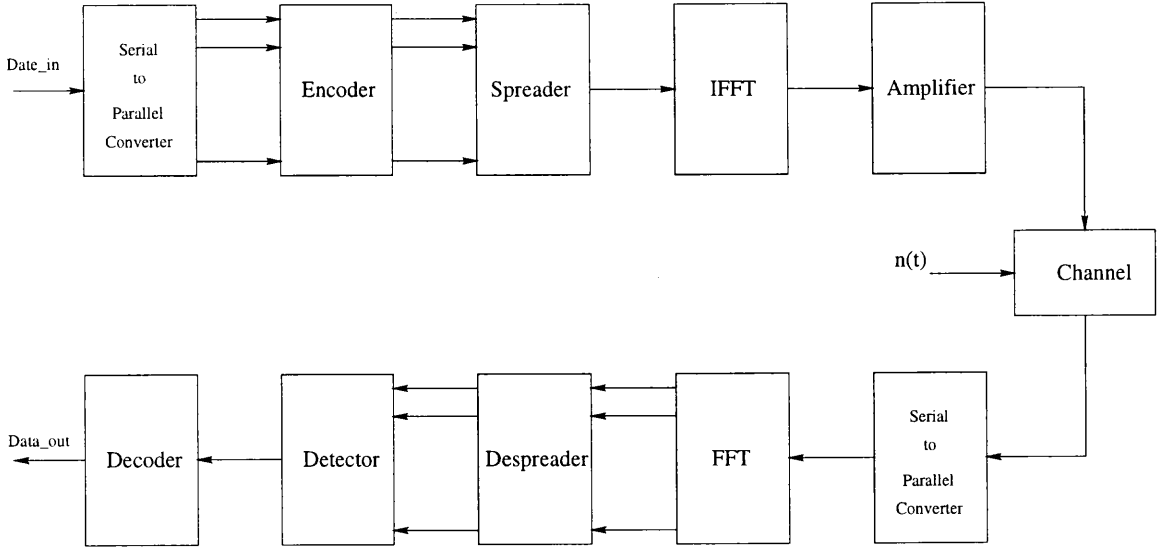 Date_in
Serial
to
Parallel
Converter
Encoder
Spreader
IFFT
Amplifier
n(t)
Channel
Data_out
Decoder
Detector
Despreader
FFT
Serial
to
Parallel
Converter